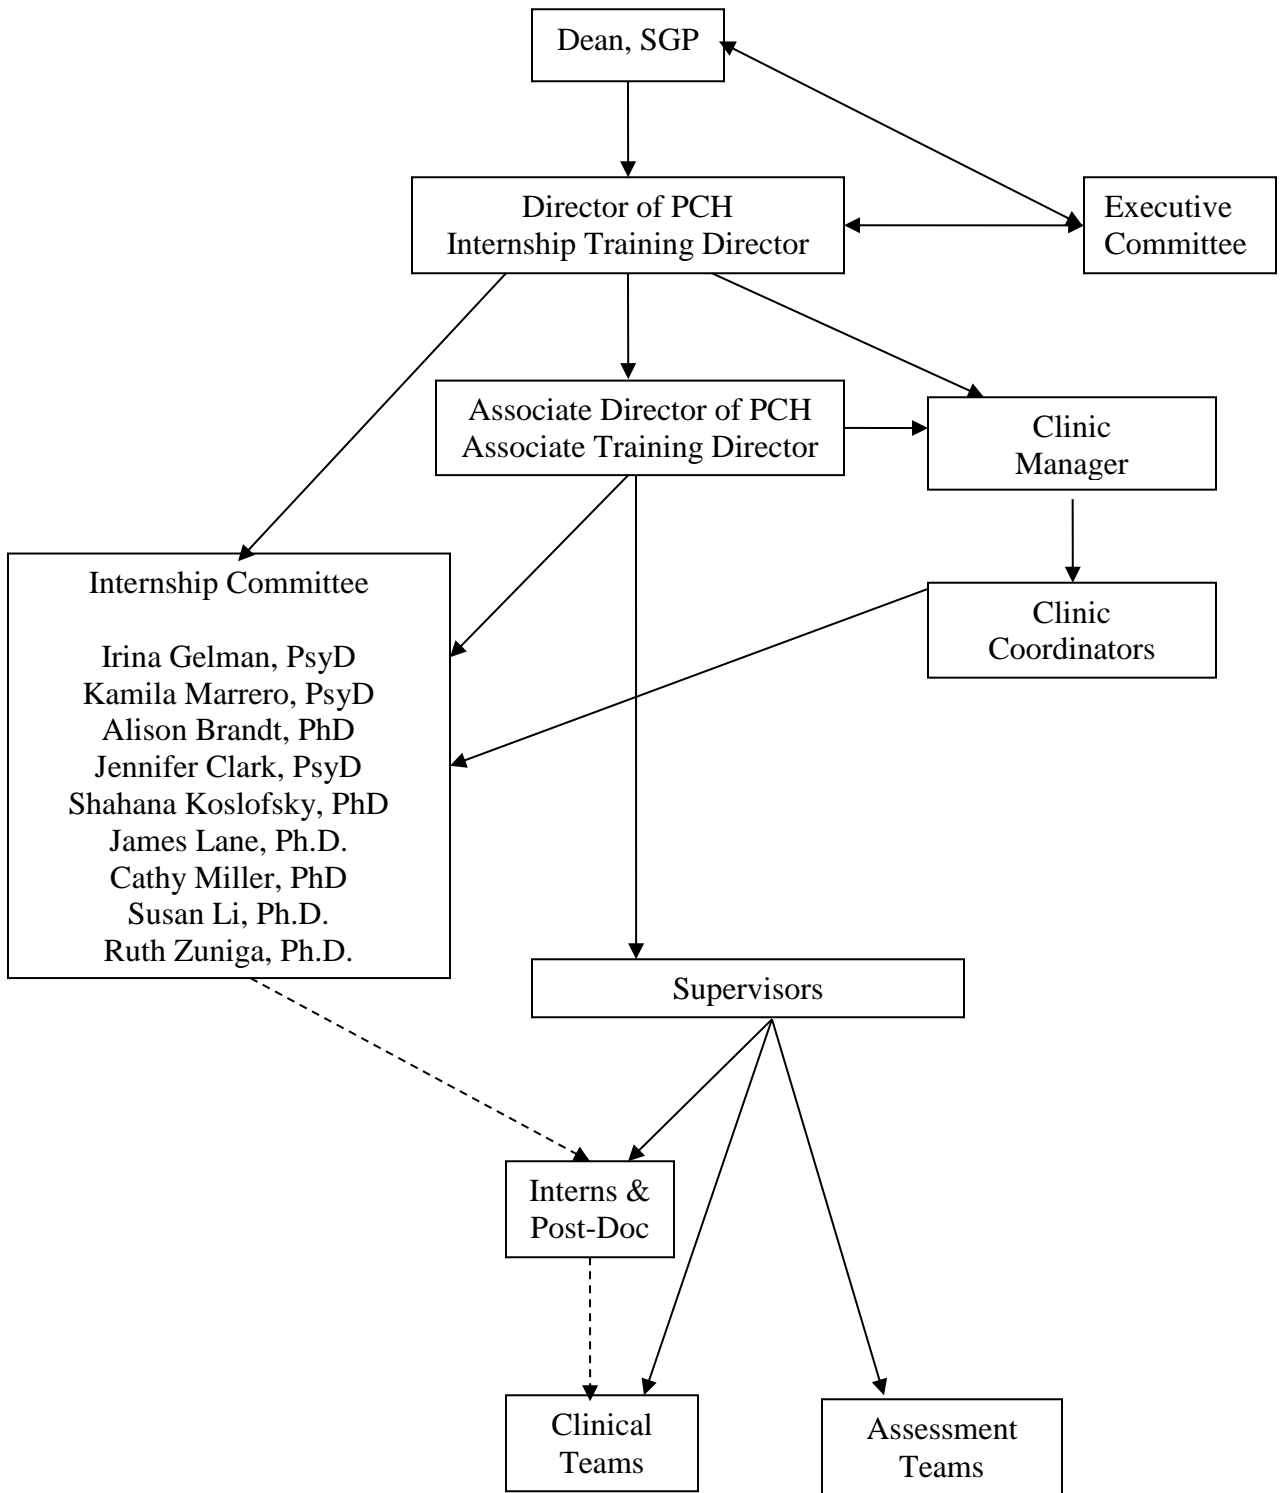 Dean, SGP
Director of PCH
Internship Training Director
Executive
Committee
Associate Director of PCH
Associate Training Director
Clinic
Manager
Internship Committee
Irina Gelman, PsyD
Kamila Marrero, PsyD
Alison Brandt, PhD
Jennifer Clark, PsyD
Shahana Koslofsky, PhD
James Lane, Ph.D.
Cathy Miller, PhD
Susan Li, Ph.D.
Ruth Zuniga, Ph.D.
Clinic
Coordinators
Supervisors
Interns &
Post-Doc
Clinical
Teams
Assessment
Teams